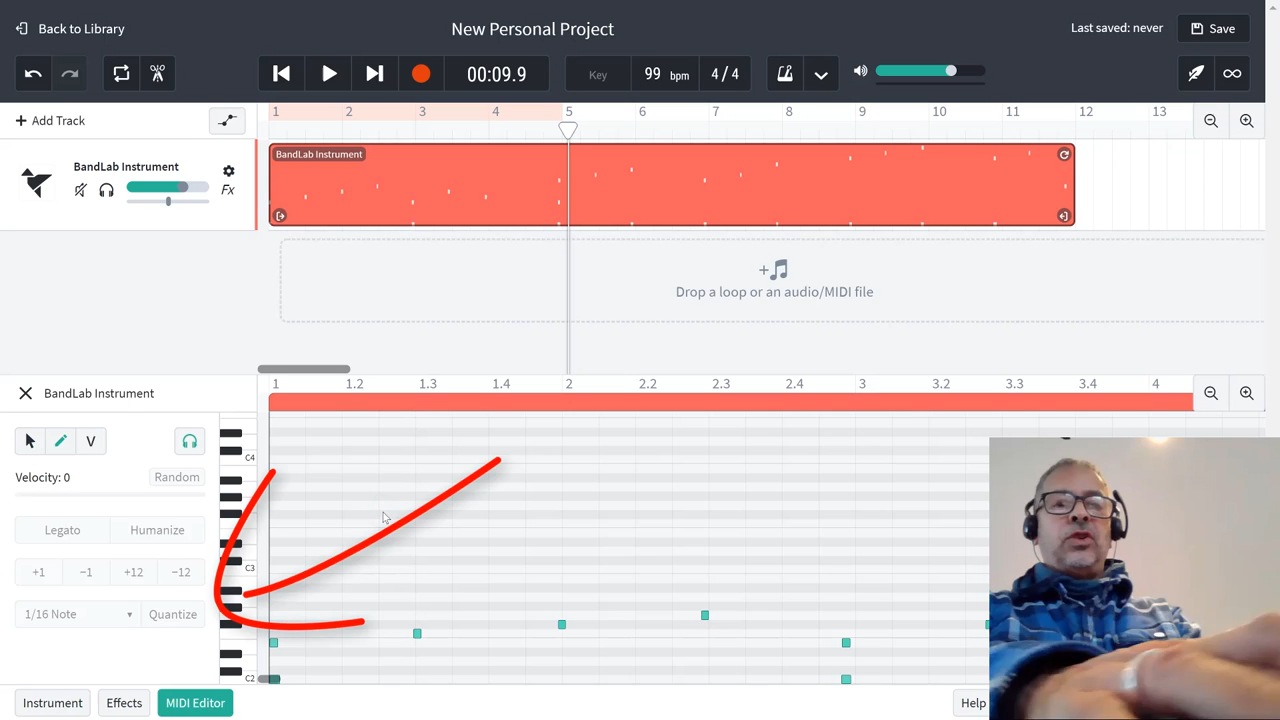 Back to Library
New Personal Project
Last saved: never
Save
00:09.9
Key
99 bpm
4 / 4
Add Track
1 2 3 4 5 6 7 8 9 10 11 12 13
BandLab Instrument
Fx
BandLab Instrument
Drop a loop or an audio/MIDI file
BandLab Instrument
1 1.2 1.3 1.4 2 2.2 2.3 2.4 3 3.2 3.3 3.4 4
V
C4
Velocity: 0
Random
Legato
Humanize
C3
+1
−1
+12
−12
1/16 Note
Quantize
C2
Instrument
Effects
MIDI Editor
Help